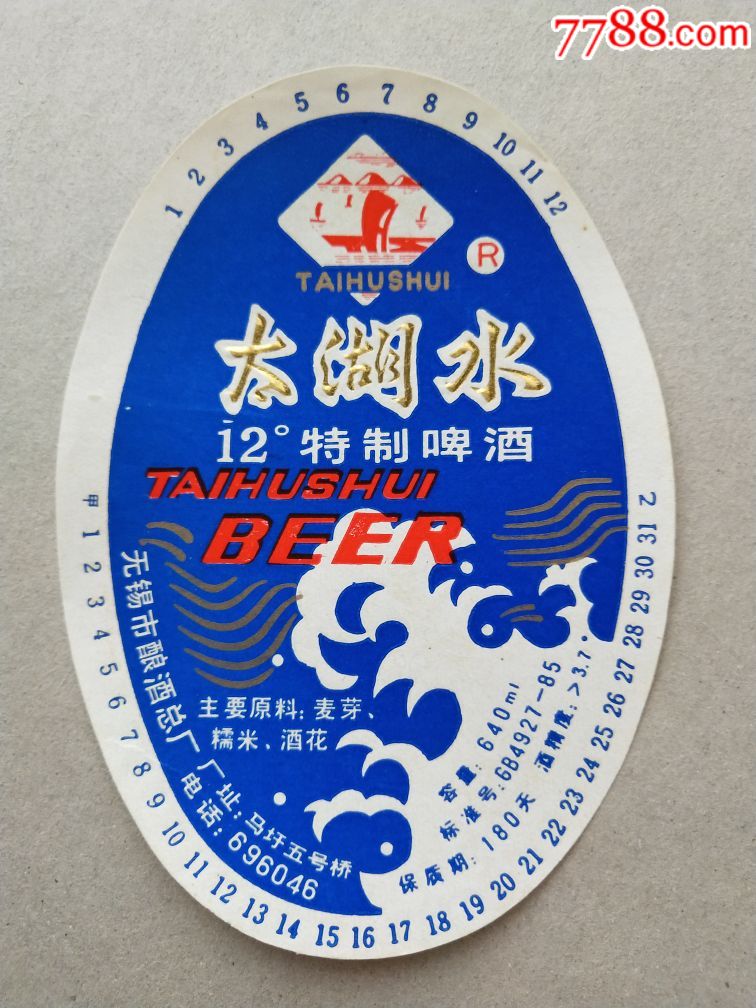 7788.com
1 2 3 4 5 6 7 8 9 10 11 12
TAIHUSHUI
R
太湖水
12°特制啤酒
TAIHUSHUI
BEER
甲 1 2 3 4 5 6 7 8 9 10 11 12 13 14 15 16 17 18 19 20 21 22 23 24 25 26 27 28 29 30 31 乙
无锡市酿酒总厂
厂址:马圩五号桥
电话:696046
主要原料:麦芽、
糯米、酒花
容量:640ml
标准号:GB4927-85
保质期:180天 酒精度:>3.7°